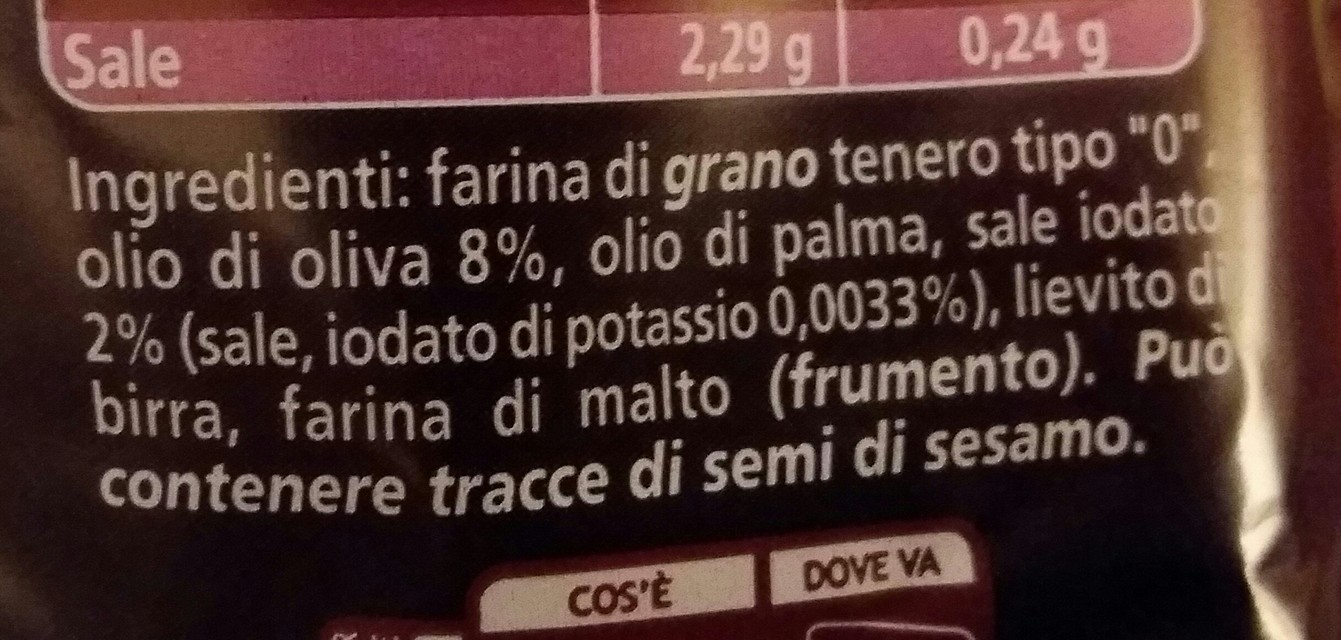 Sale 2,29 g 0,24 g
Ingredienti: farina di grano tenero tipo "0",
olio di oliva 8%, olio di palma, sale iodato
2% (sale, iodato di potassio 0,0033%), lievito di
birra, farina di malto (frumento). Può
contenere tracce di semi di sesamo.
COS'È DOVE VA